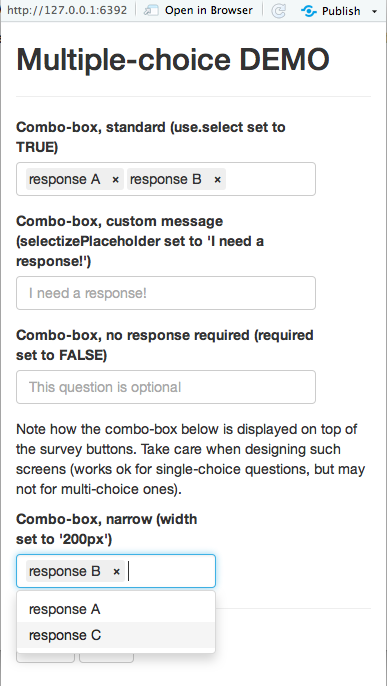 http://127.0.0.1:6392 Open in Browser Publish
Multiple-choice DEMO
Combo-box, standard (use.select set to
TRUE)
response A × response B ×
Combo-box, custom message
(selectizePlaceholder set to 'I need a
response!')
I need a response!
Combo-box, no response required (required
set to FALSE)
This question is optional
Note how the combo-box below is displayed on top of
the survey buttons. Take care when designing such
screens (works ok for single-choice questions, but may
not for multi-choice ones).
Combo-box, narrow (width
set to '200px')
response B ×
response A
response C